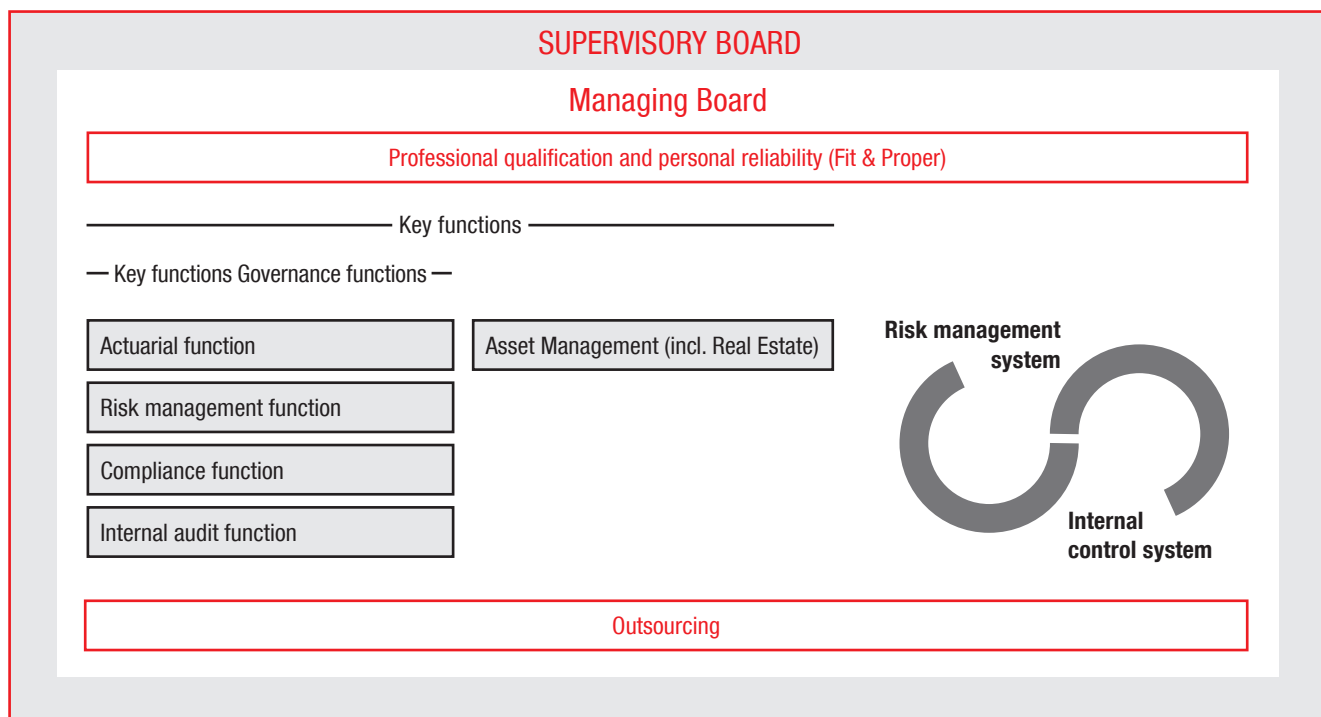 SUPERVISORY BOARD
Managing Board
Professional qualification and personal reliability (Fit & Proper)
Key functions
Key functions Governance functions
Actuarial function
Asset Management (incl. Real Estate)
Risk management function
Compliance function
Internal audit function
Risk management
system
Internal
control system
Outsourcing